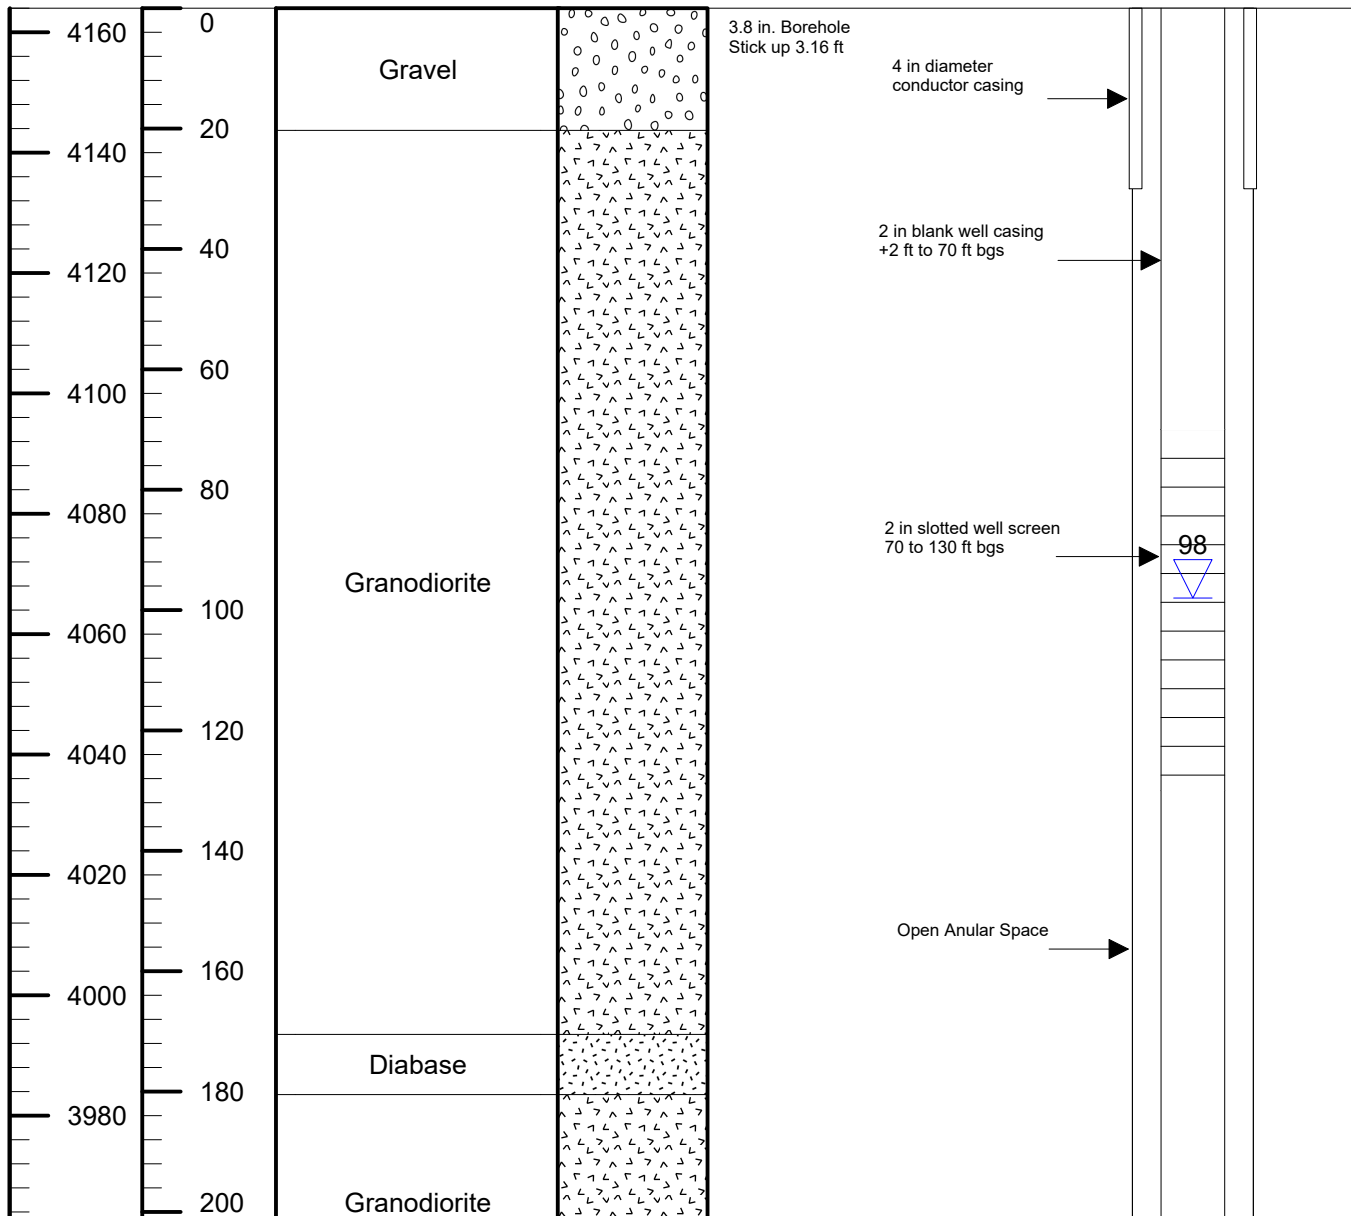 4160
4140
4120
4100
4080
4060
4040
4020
4000
3980
0
20
40
60
80
100
120
140
160
180
200
Gravel
Granodiorite
Diabase
Granodiorite
3.8 in. Borehole
Stick up 3.16 ft
4 in diameter
conductor casing
2 in blank well casing
+2 ft to 70 ft bgs
2 in slotted well screen
70 to 130 ft bgs
98
Open Anular Space